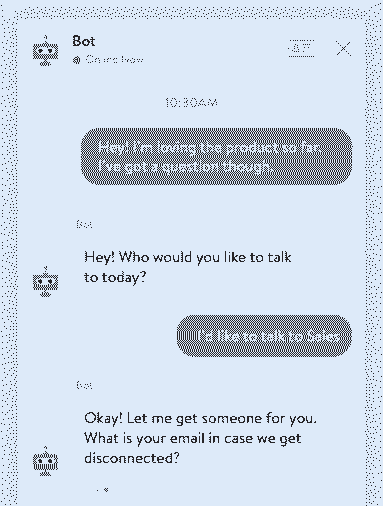 Bot
Online Now
10:30AM
Hey! I'm loving the product so far.
I've got a question though.
Bot
Hey! Who would you like to talk
to today?
I'd like to talk to Sales
Bot
Okay! Let me get someone for you.
What is your email in case we get
disconnected?